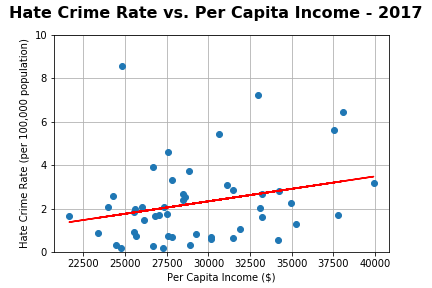 Hate Crime Rate vs. Per Capita Income - 2017
Hate Crime Rate (per 100,000 population)
10
8
6
4
2
0
22500 25000 27500 30000 32500 35000 37500 40000
Per Capita Income ($)